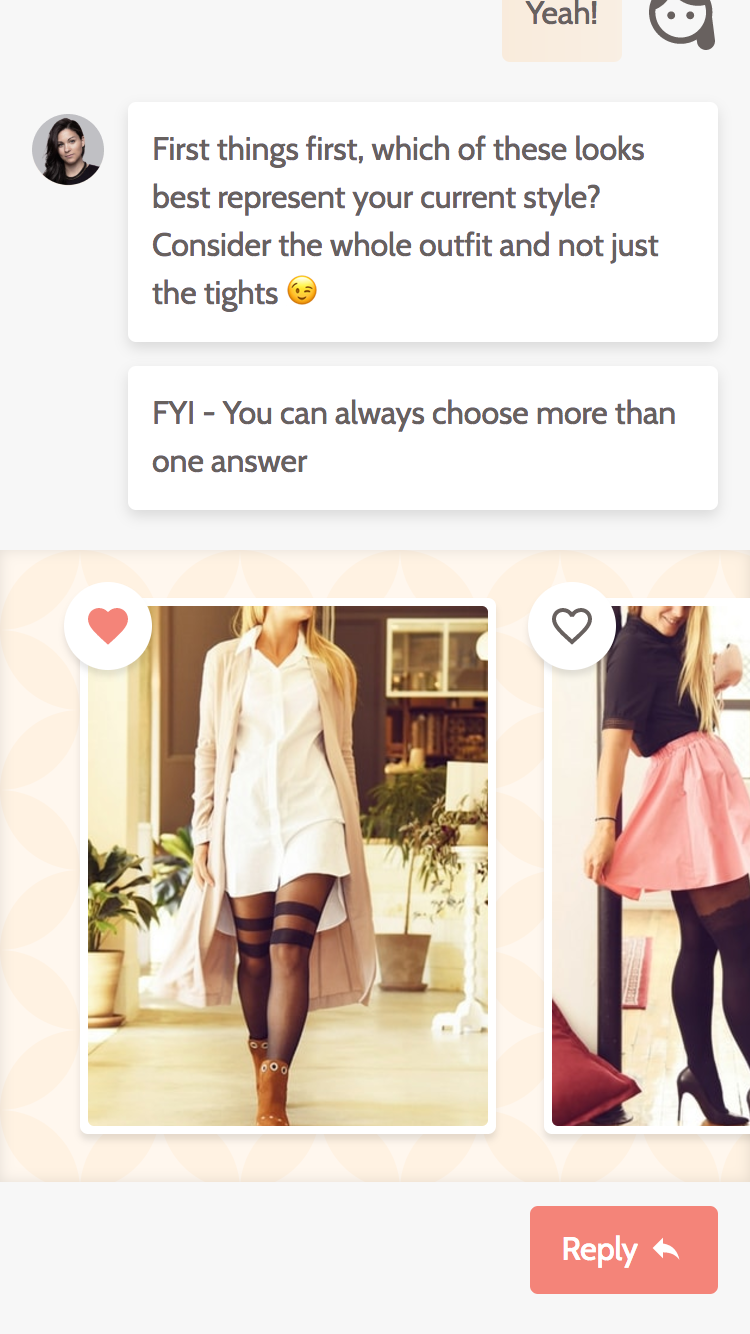 Yeah!
First things first, which of these looks
best represent your current style?
Consider the whole outfit and not just
the tights 😉
FYI - You can always choose more than
one answer
Reply